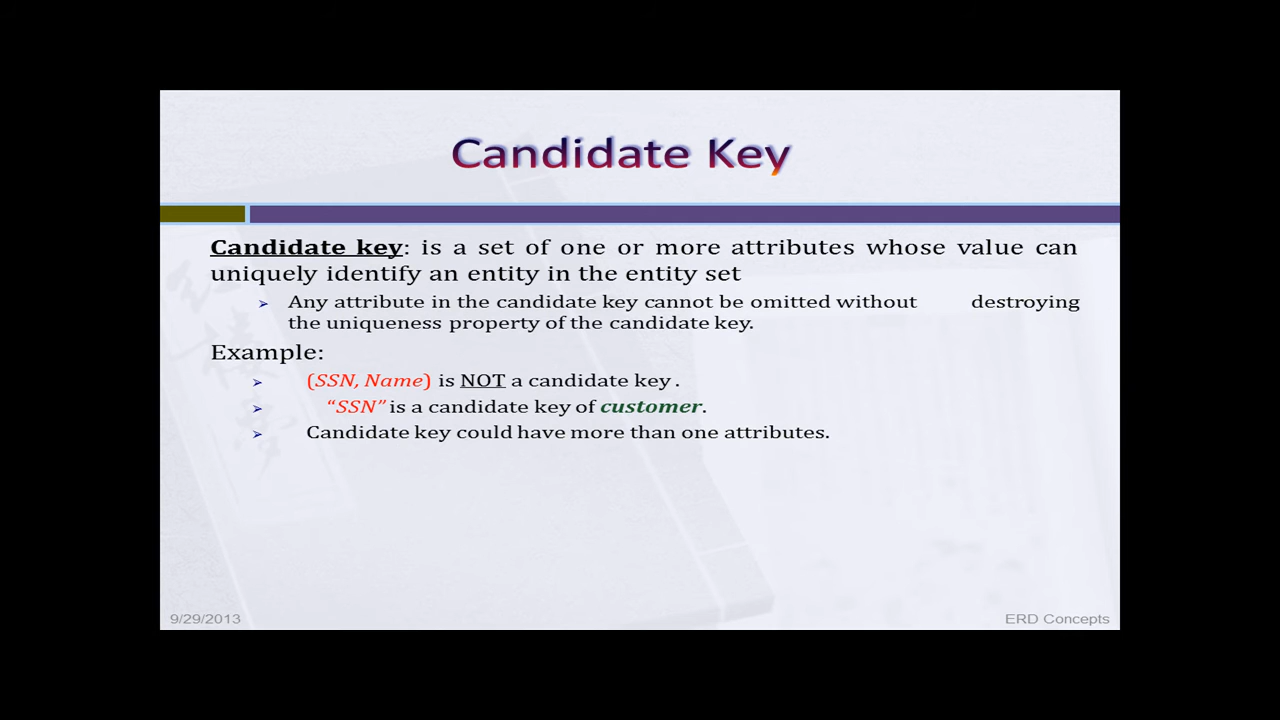 Candidate Key
Candidate key: is a set of one or more attributes whose value can
uniquely identify an entity in the entity set
➢ Any attribute in the candidate key cannot be omitted without destroying
the uniqueness property of the candidate key.
Example:
➢ (SSN, Name) is NOT a candidate key .
➢ “SSN” is a candidate key of customer.
➢ Candidate key could have more than one attributes.
9/29/2013
ERD Concepts